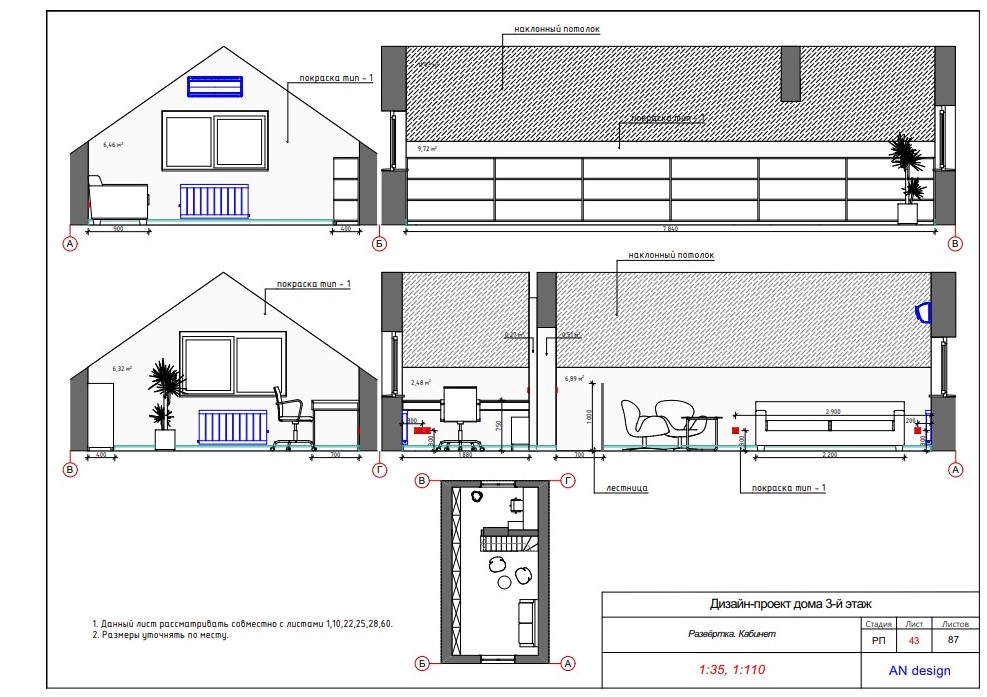 наклонный потолок
покраска тип - 1
покраска тип - 1
6,46 м²
9,72 м²
900
400
7 840
А
Б
В
наклонный потолок
покраска тип - 1
6,32 м²
2,48 м²
0,51 м²
6,89 м²
1000
2 900
300
300
750
300
200
300
400
700
1 880
700
2 200
В
Г
А
лестница
покраска тип - 1
В
Г
Б
А
1. Данный лист рассматривать совместно с листами 1,10,22,25,28,60.
2. Размеры уточнять по месту.
Дизайн-проект дома 3-й этаж
Развёртка. Кабинет
Стадия
Лист
Листов
РП
43
87
1:35, 1:110
AN design